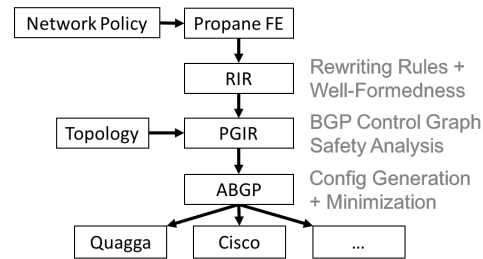 Network Policy
Propane FE
RIR
Rewriting Rules +
Well-Formedness
Topology
PGIR
BGP Control Graph
Safety Analysis
ABGP
Config Generation
+ Minimization
Quagga
Cisco
...